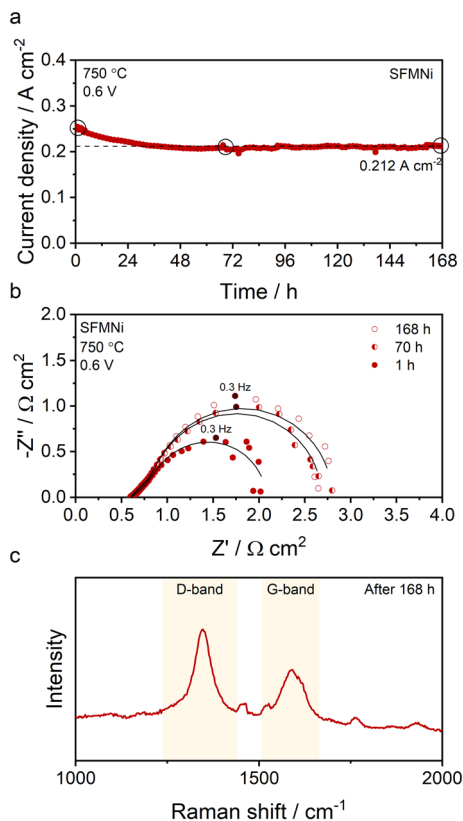 a
Current density / A cm-2
0.4
0.3
0.2
0.1
0.0
750 °C
0.6 V
SFMNi
0.212 A cm-2
0 24 48 72 96 120 144 168
Time / h
b
-Z" / Ω cm2
2.0
1.5
1.0
0.5
0.0
SFMNi
750 °C
0.6 V
168 h
70 h
1 h
0.3 Hz
0.3 Hz
0.0 0.5 1.0 1.5 2.0 2.5 3.0 3.5 4.0
Z' / Ω cm2
c
Intensity
D-band G-band After 168 h
1000 1500 2000
Raman shift / cm-1